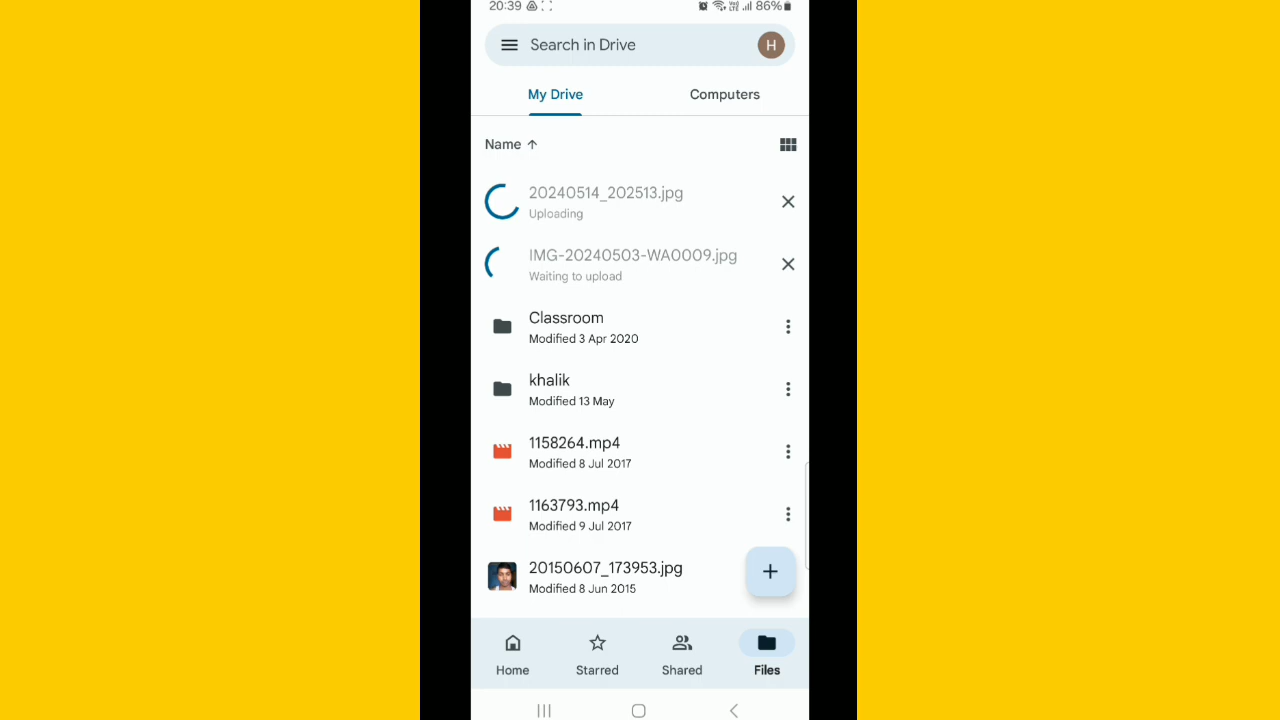 20:39 86%
Search in Drive H
My Drive Computers
Name
20240514_202513.jpg
Uploading
IMG-20240503-WA0009.jpg
Waiting to upload
Classroom
Modified 3 Apr 2020
khalik
Modified 13 May
1158264.mp4
Modified 8 Jul 2017
1163793.mp4
Modified 9 Jul 2017
20150607_173953.jpg
Modified 8 Jun 2015
Home Starred Shared Files